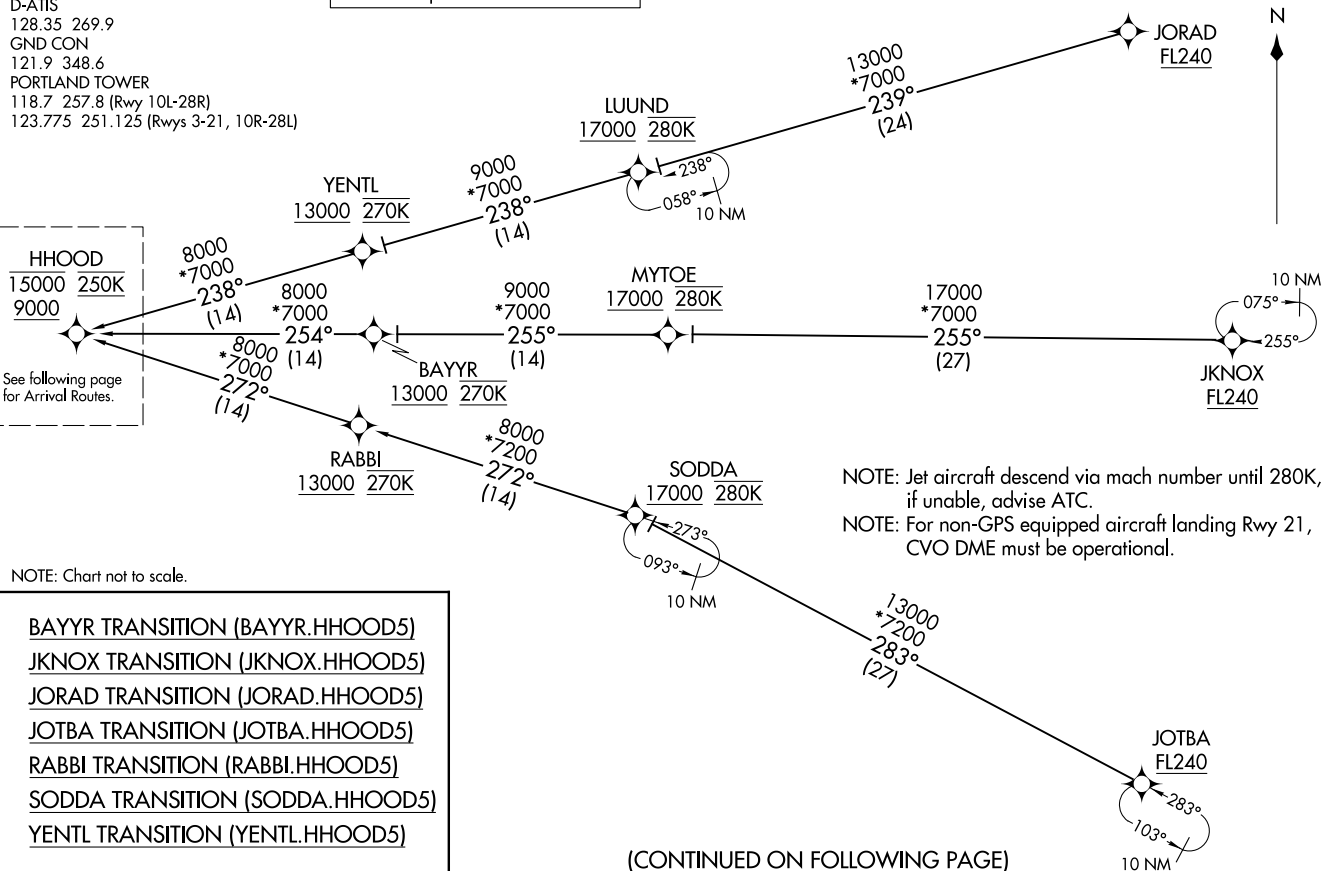 D-ATIS
128.35 269.9
GND CON
121.9 348.6
PORTLAND TOWER
118.7 257.8 (Rwy 10L-28R)
123.775 251.125 (Rwys 3-21, 10R-28L)
N
JORAD
FL240
13000
*7000
239°
(24)
LUUND
17000 280K
238°
058°
10 NM
9000
*7000
238°
(14)
YENTL
13000 270K
8000
*7000
238°
(14)
HHOOD
15000 250K
9000
See following page
for Arrival Routes.
8000
*7000
254°
(14)
BAYYR
13000 270K
9000
*7000
255°
(14)
MYTOE
17000 280K
17000
*7000
255°
(27)
10 NM
075°
255°
JKNOX
FL240
8000
*7000
272°
(14)
RABBI
13000 270K
8000
*7200
272°
(14)
SODDA
17000 280K
273°
093°
10 NM
NOTE: Jet aircraft descend via mach number until 280K,
if unable, advise ATC.
NOTE: For non-GPS equipped aircraft landing Rwy 21,
CVO DME must be operational.
13000
*7200
283°
(27)
JOTBA
FL240
283°
103°
10 NM
NOTE: Chart not to scale.
BAYYR TRANSITION (BAYYR.HHOOD5)
JKNOX TRANSITION (JKNOX.HHOOD5)
JORAD TRANSITION (JORAD.HHOOD5)
JOTBA TRANSITION (JOTBA.HHOOD5)
RABBI TRANSITION (RABBI.HHOOD5)
SODDA TRANSITION (SODDA.HHOOD5)
YENTL TRANSITION (YENTL.HHOOD5)
(CONTINUED ON FOLLOWING PAGE)